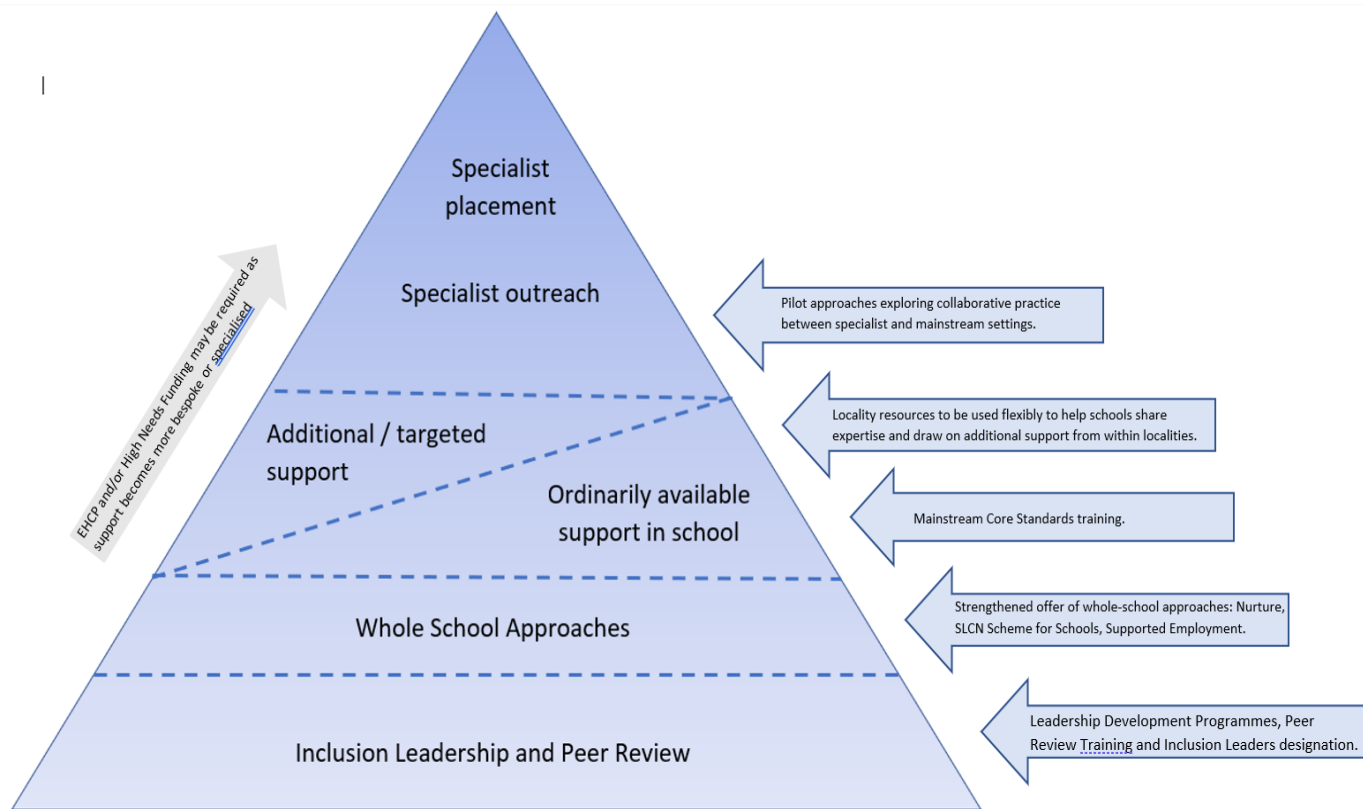 Specialist
placement
Specialist outreach
EHCP and/or High Needs Funding may be required as
support becomes more bespoke or specialised
Pilot approaches exploring collaborative practice
between specialist and mainstream settings.
Additional / targeted
support
Locality resources to be used flexibly to help schools share
expertise and draw on additional support from within localities.
Ordinarily available
support in school
Mainstream Core Standards training.
Whole School Approaches
Strengthened offer of whole-school approaches: Nurture,
SLCN Scheme for Schools, Supported Employment.
Inclusion Leadership and Peer Review
Leadership Development Programmes, Peer
Review Training and Inclusion Leaders designation.